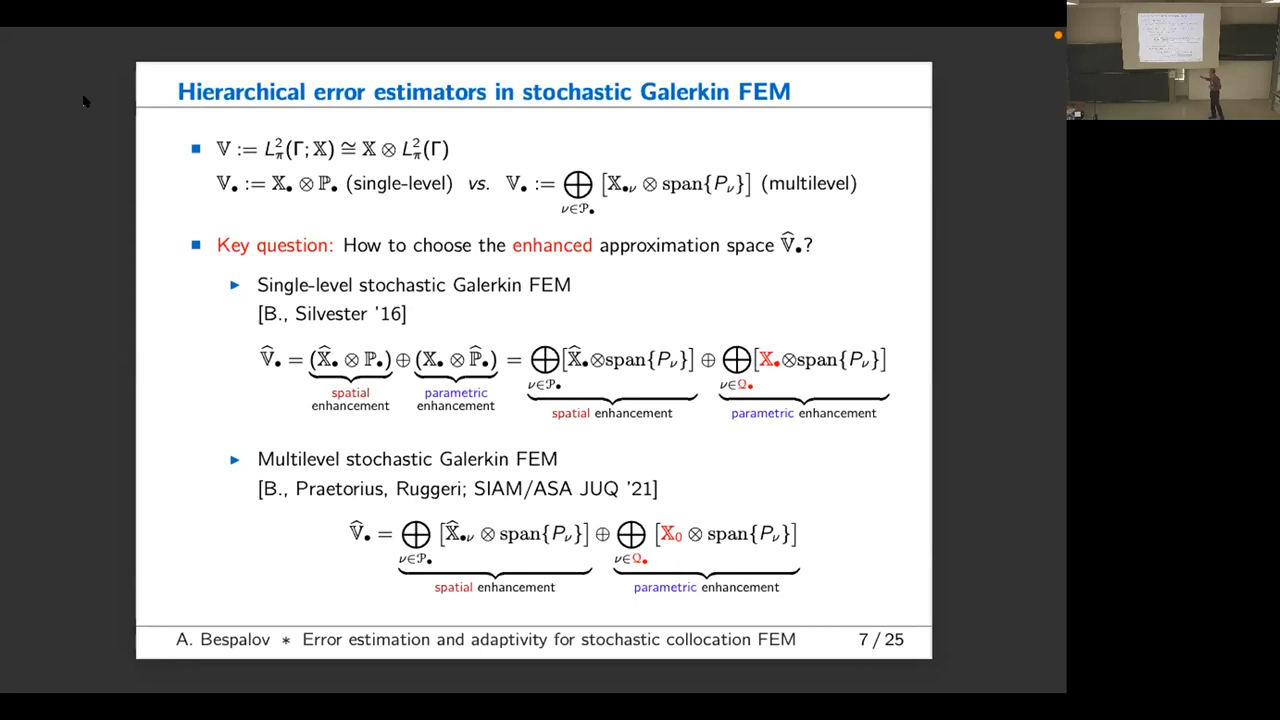 Hierarchical error estimators in stochastic Galerkin FEM
𝕍 := L²_π(Γ; 𝕏) ≅ 𝕏 ⊗ L²_π(Γ)
𝕍• := 𝕏• ⊗ ℙ• (single-level) vs. 𝕍• := ⊕_{ν∈𝒫•} [𝕏•ν ⊗ span{P_ν}] (multilevel)
Key question: How to choose the enhanced approximation space 𝕍̂•?
Single-level stochastic Galerkin FEM
[B., Silvester '16]
𝕍̂• = (𝕏̂• ⊗ ℙ•) ⊕ (𝕏• ⊗ ℙ̂•) = ⊕_{ν∈𝒫•} [𝕏̂• ⊗ span{P_ν}] ⊕ ⊕_{ν∈𝒬•} [𝕏• ⊗ span{P_ν}]
spatial enhancement parametric enhancement spatial enhancement parametric enhancement
Multilevel stochastic Galerkin FEM
[B., Praetorius, Ruggeri; SIAM/ASA JUQ '21]
𝕍̂• = ⊕_{ν∈𝒫•} [𝕏̂•ν ⊗ span{P_ν}] ⊕ ⊕_{ν∈𝒬•} [𝕏₀ ⊗ span{P_ν}]
spatial enhancement parametric enhancement
A. Bespalov ∗ Error estimation and adaptivity for stochastic collocation FEM 7 / 25